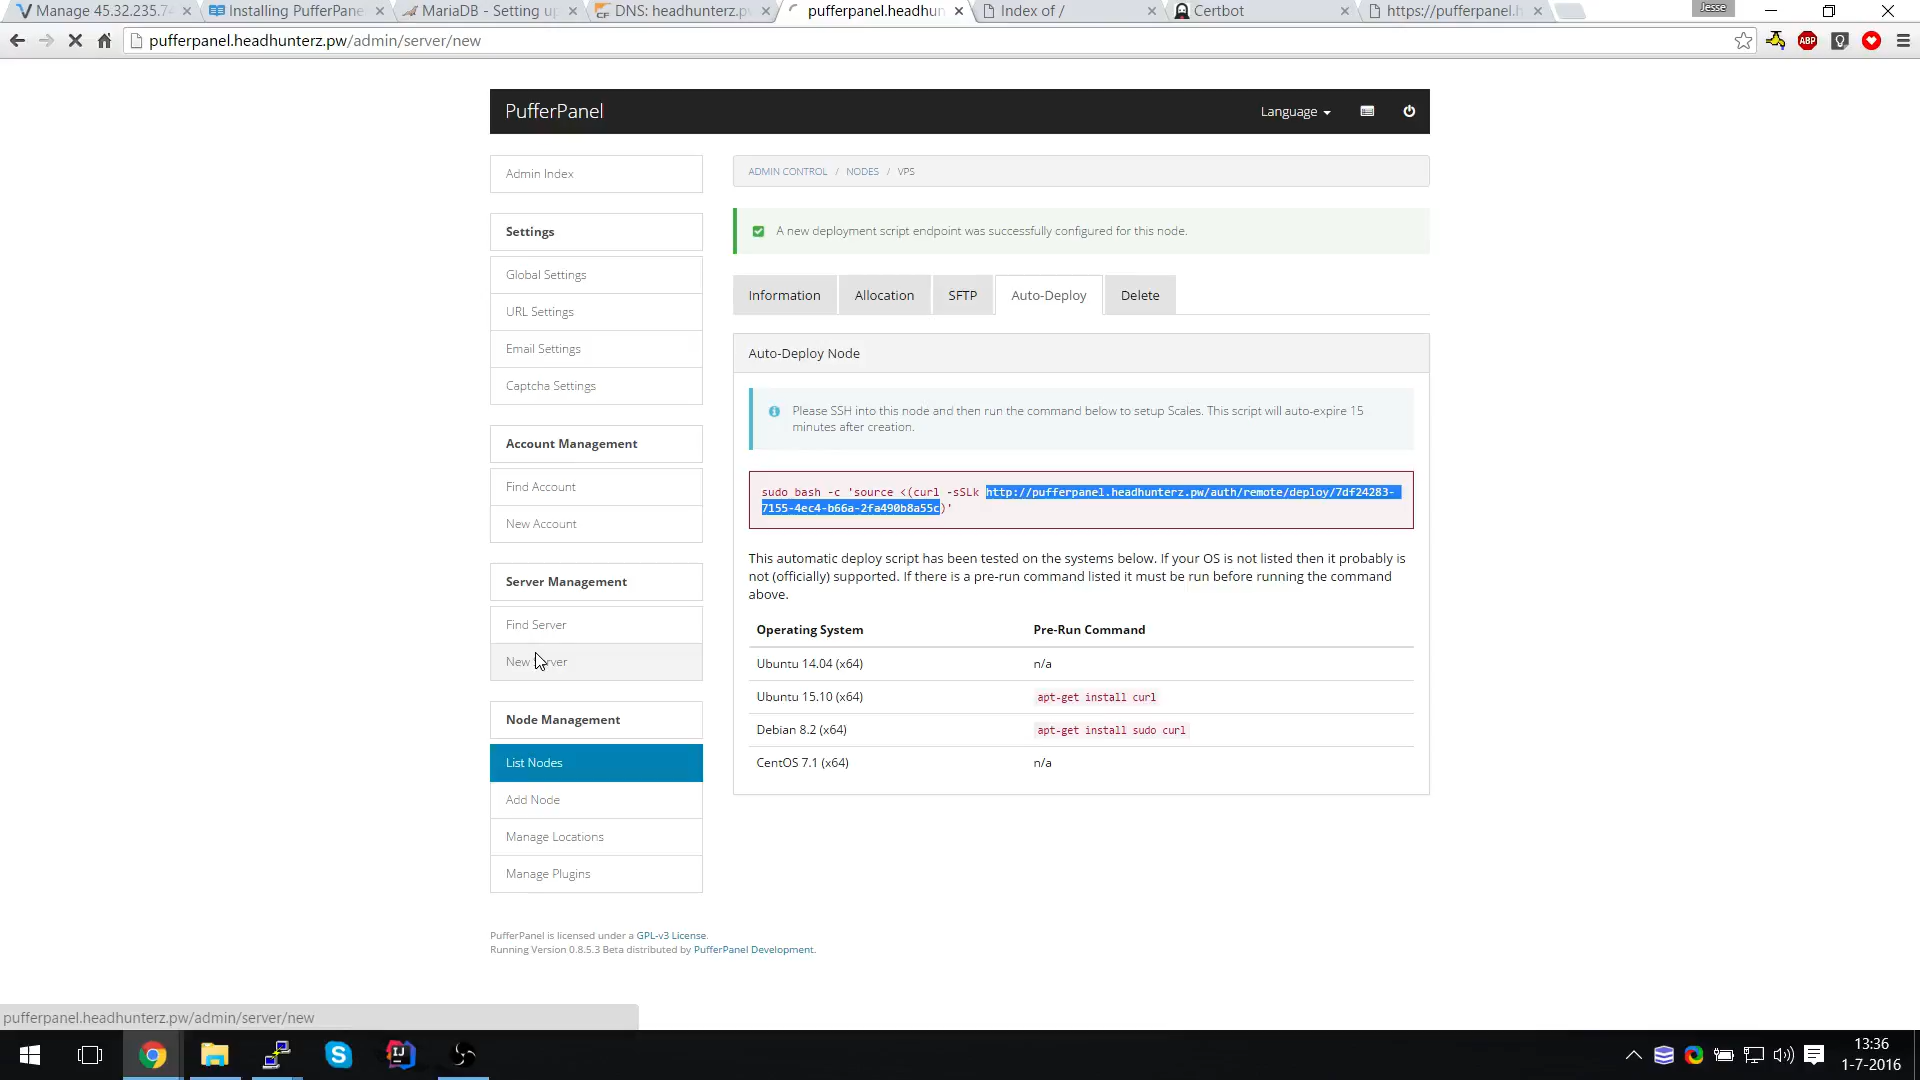 Manage 45.32.235.7
Installing PufferPane
MariaDB - Setting u
DNS: headhunterz.p
pufferpanel.headhun
Index of /
Certbot
https://pufferpanel.h
Jesse
pufferpanel.headhunterz.pw/admin/server/new
ABP
PufferPanel
Language
Admin Index
Settings
Global Settings
URL Settings
Email Settings
Captcha Settings
Account Management
Find Account
New Account
Server Management
Find Server
New Server
Node Management
List Nodes
Add Node
Manage Locations
Manage Plugins
ADMIN CONTROL / NODES / VPS
A new deployment script endpoint was successfully configured for this node.
Information
Allocation
SFTP
Auto-Deploy
Delete
Auto-Deploy Node
Please SSH into this node and then run the command below to setup Scales. This script will auto-expire 15
minutes after creation.
sudo bash -c 'source <(curl -sSLk http://pufferpanel.headhunterz.pw/auth/remote/deploy/7df24283-
7155-4ec4-b66a-2fa490b8a55c)'
This automatic deploy script has been tested on the systems below. If your OS is not listed then it probably is
not (officially) supported. If there is a pre-run command listed it must be run before running the command
above.
Operating System Pre-Run Command
Ubuntu 14.04 (x64) n/a
Ubuntu 15.10 (x64) apt-get install curl
Debian 8.2 (x64) apt-get install sudo curl
CentOS 7.1 (x64) n/a
PufferPanel is licensed under a GPL-v3 License.
Running Version 0.8.5.3 Beta distributed by PufferPanel Development.
pufferpanel.headhunterz.pw/admin/server/new
13:36
1-7-2016